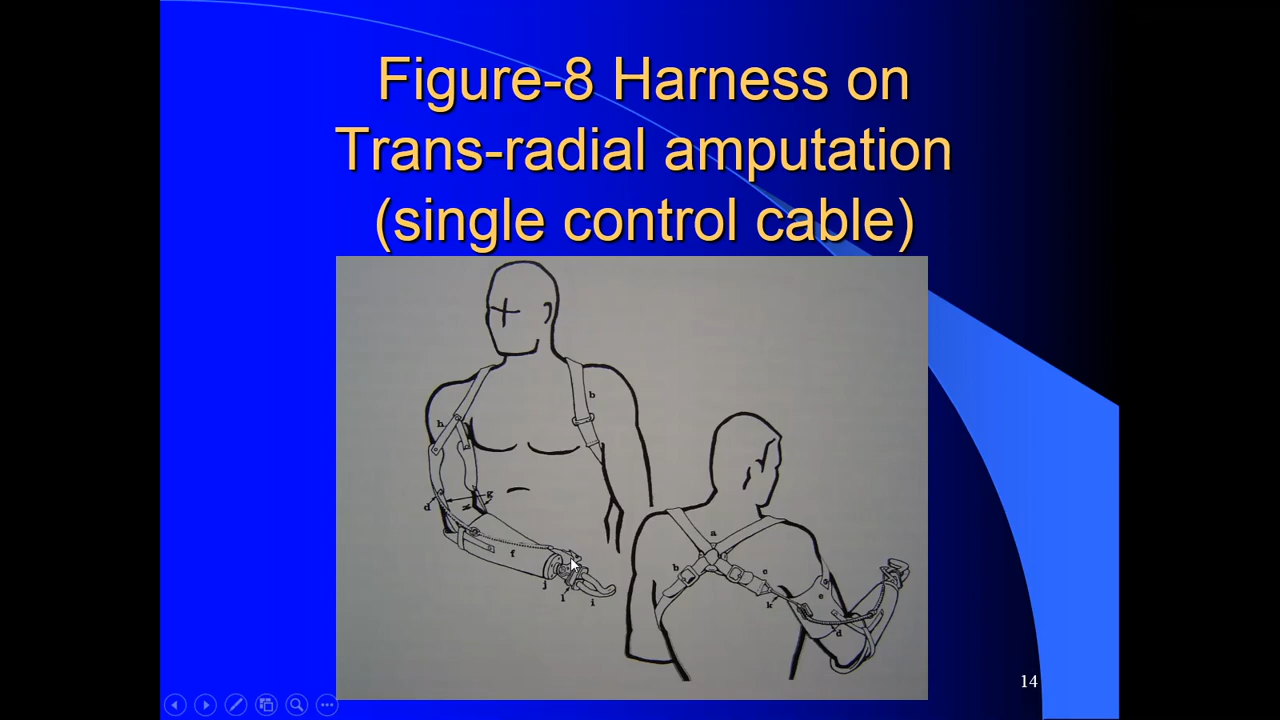 Figure-8 Harness on
Trans-radial amputation
(single control cable)
b
h
d
g
f
j
l
i
a
b
c
k
e
d
14